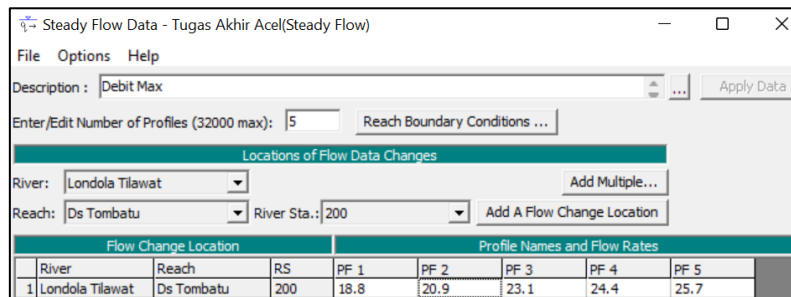 Steady Flow Data - Tugas Akhir Acel(Steady Flow)
File Options Help
Description : Debit Max ... Apply Data
Enter/Edit Number of Profiles (32000 max): 5 Reach Boundary Conditions ...
Locations of Flow Data Changes
River: Londola Tilawat Add Multiple...
Reach: Ds Tombatu River Sta.: 200 Add A Flow Change Location
Flow Change Location Profile Names and Flow Rates
River Reach RS PF 1 PF 2 PF 3 PF 4 PF 5
1 Londola Tilawat Ds Tombatu 200 18.8 20.9 23.1 24.4 25.7